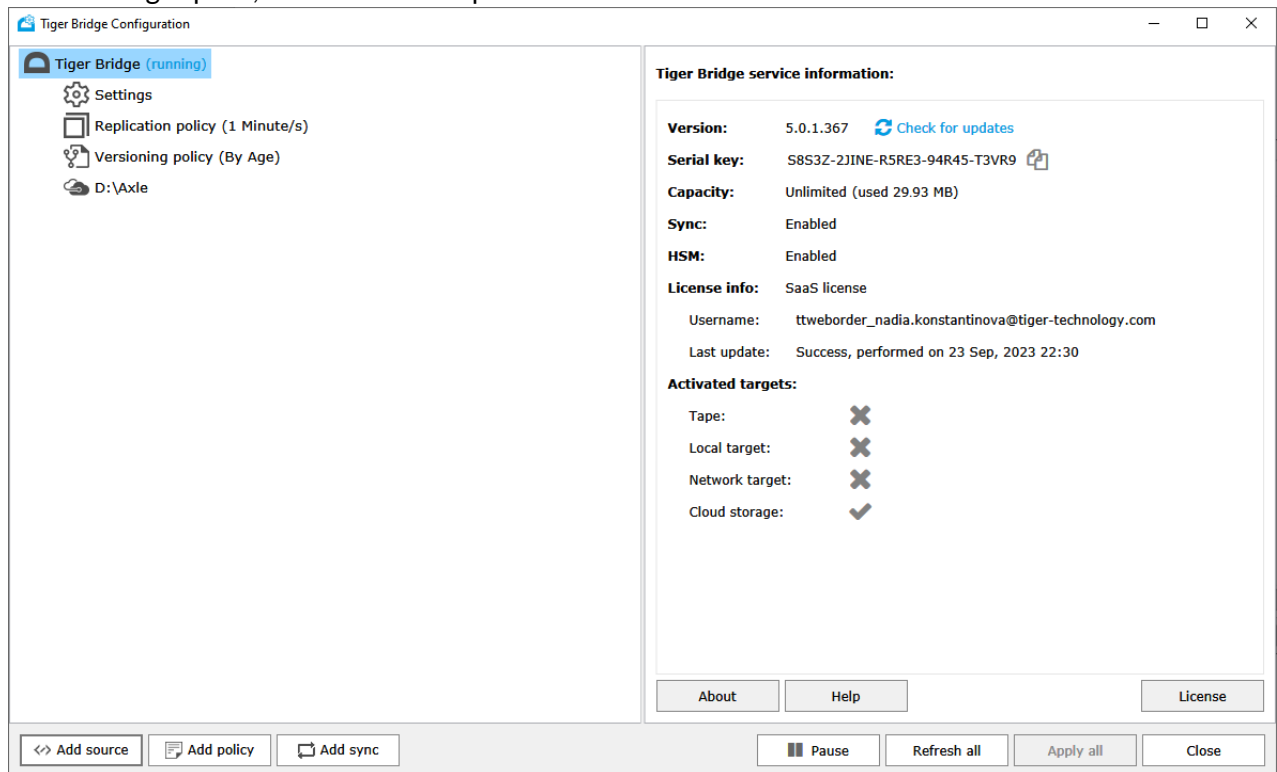 Tiger Bridge Configuration
Tiger Bridge (running)
Settings
Replication policy (1 Minute/s)
Versioning policy (By Age)
D:\Axle
Tiger Bridge service information:
Version: 5.0.1.367 Check for updates
Serial key: S8S3Z-2JINE-R5RE3-94R45-T3VR9
Capacity: Unlimited (used 29.93 MB)
Sync: Enabled
HSM: Enabled
License info: SaaS license
Username: ttweborder_nadia.konstantinova@tiger-technology.com
Last update: Success, performed on 23 Sep, 2023 22:30
Activated targets:
Tape:
Local target:
Network target:
Cloud storage:
About Help License
Add source Add policy Add sync Pause Refresh all Apply all Close